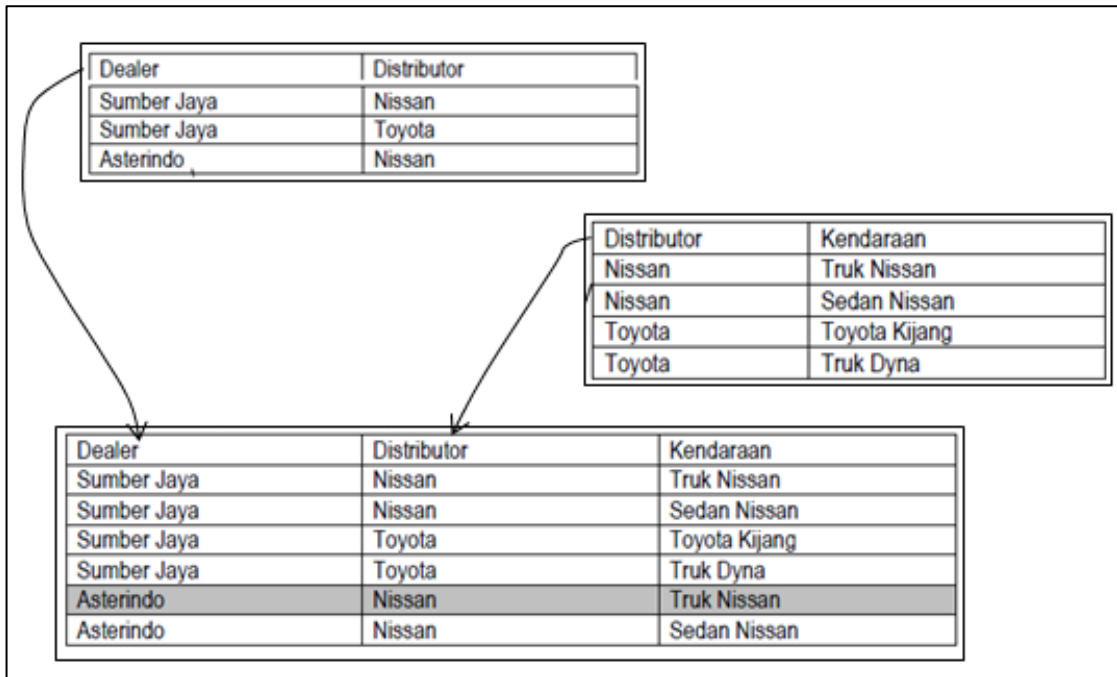 Dealer Distributor
Sumber Jaya Nissan
Sumber Jaya Toyota
Asterindo Nissan
Distributor Kendaraan
Nissan Truk Nissan
Nissan Sedan Nissan
Toyota Toyota Kijang
Toyota Truk Dyna
Dealer Distributor Kendaraan
Sumber Jaya Nissan Truk Nissan
Sumber Jaya Nissan Sedan Nissan
Sumber Jaya Toyota Toyota Kijang
Sumber Jaya Toyota Truk Dyna
Asterindo Nissan Truk Nissan
Asterindo Nissan Sedan Nissan